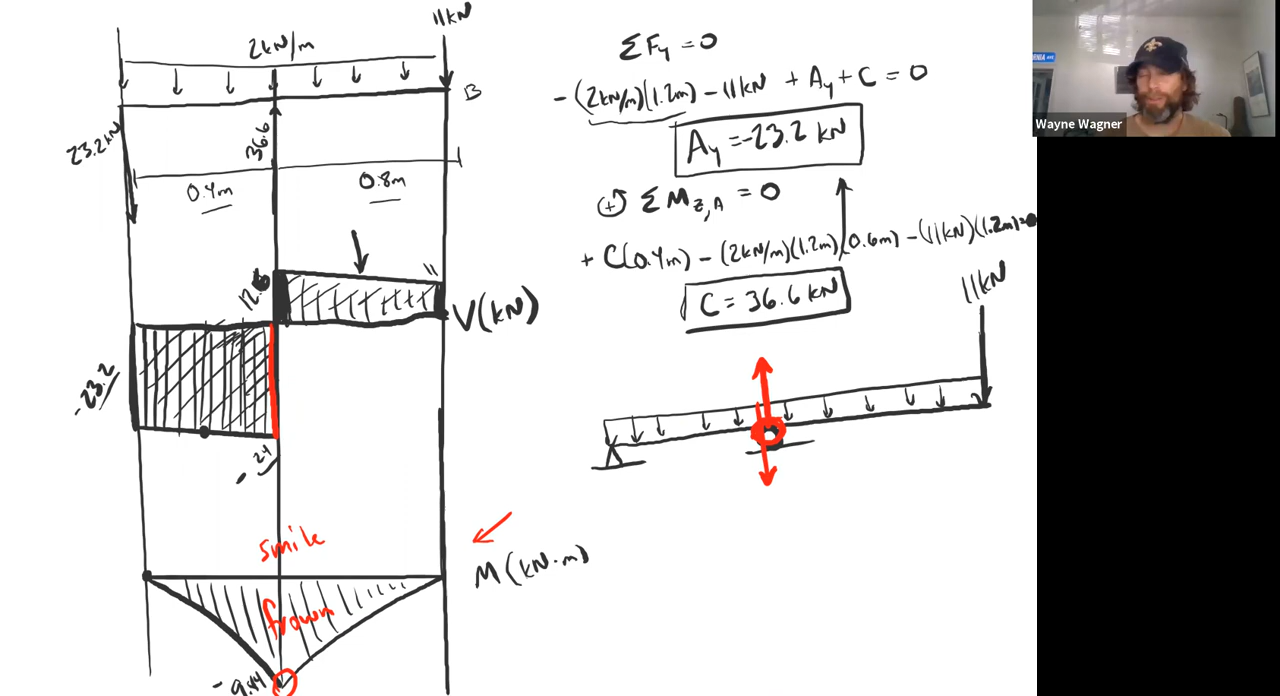 11kN
2kN/m
B
23.2kN
36.6
0.4m
0.8m
12.6
11
V(kN)
-23.2
-24
smile
M(kN·m)
frown
-9.44
ΣFy = 0
-(2kN/m)(1.2m) - 11kN + Ay + C = 0
Ay = -23.2 kN
(+) ΣMz,A = 0
+ C(0.4m) - (2kN/m)(1.2m)(0.6m) - (11kN)(1.2m)=0
C = 36.6 kN
11kN
Wayne Wagner